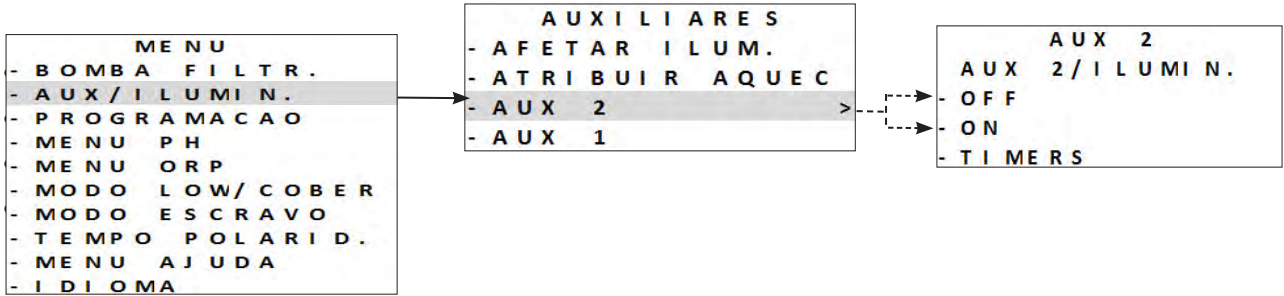 MENU
- BOMBA FILTR.
- AUX/ILUMIN.
- PROGRAMACAO
- MENU PH
- MENU ORP
- MODO LOW/COBER
- MODO ESCRAVO
- TEMPO POLARID.
- MENU AJUDA
- IDIOMA
AUXILIARES
- AFETAR ILUM.
- ATRIBUIR AQUEC
- AUX 2 >
- AUX 1
AUX 2
AUX 2/ILUMIN.
- OFF
- ON
- TIMERS